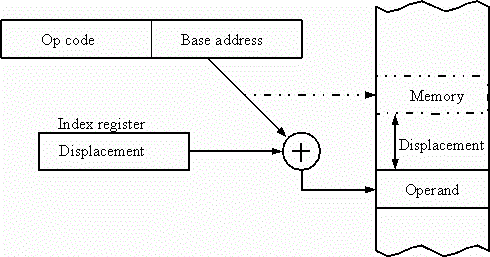 Op code
Base address
Memory
Index register
Displacement
Displacement
Operand